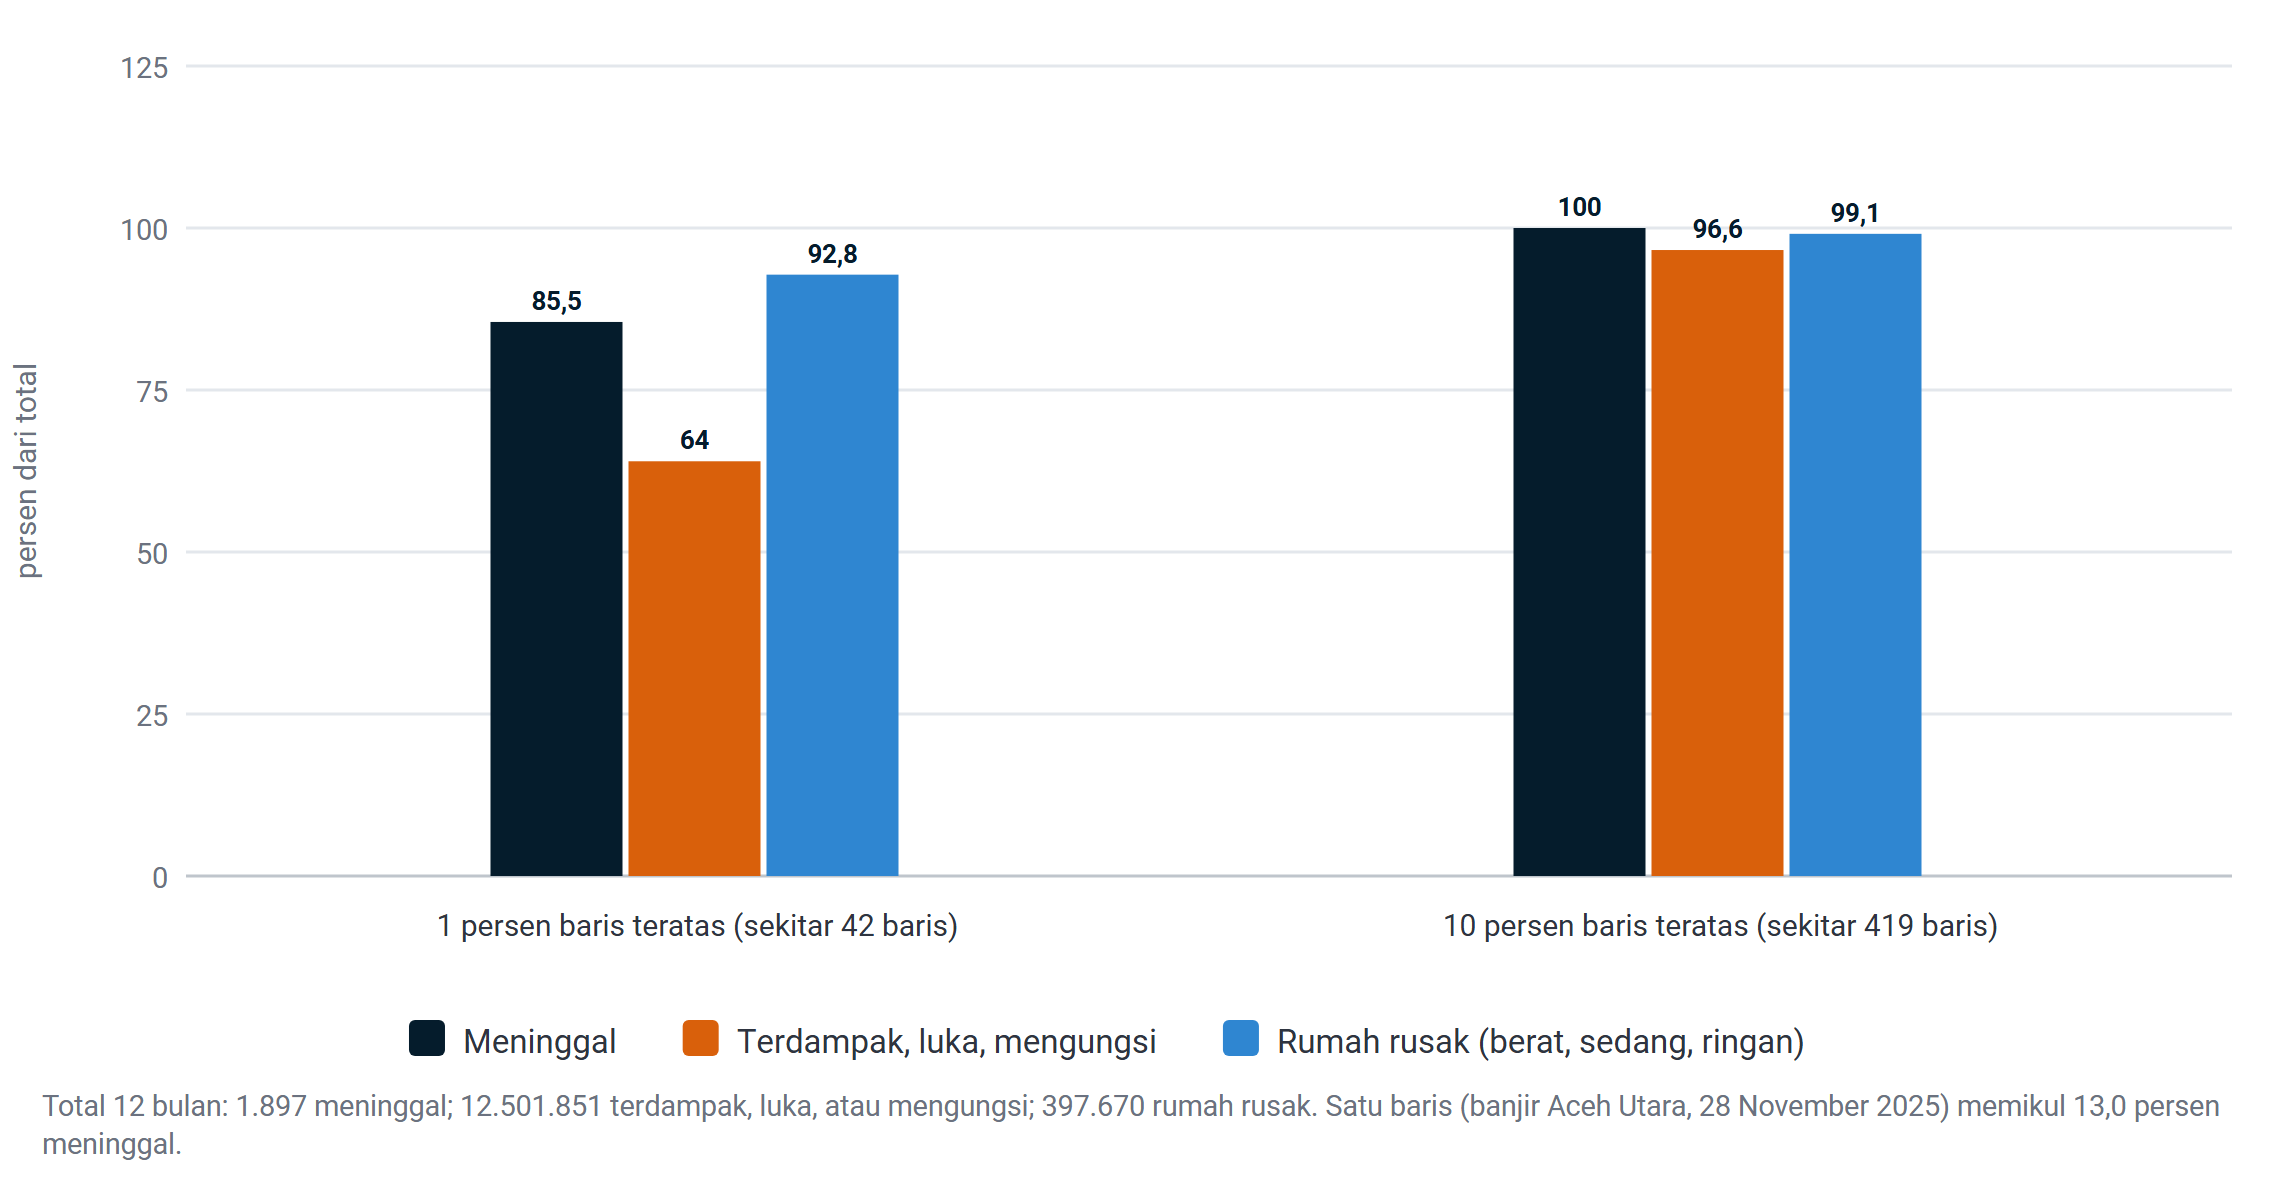 125
100
75
50
25
0
persen dari total
85,5
64
92,8
100
96,6
99,1
1 persen baris teratas (sekitar 42 baris)
10 persen baris teratas (sekitar 419 baris)
Meninggal
Terdampak, luka, mengungsi
Rumah rusak (berat, sedang, ringan)
Total 12 bulan: 1.897 meninggal; 12.501.851 terdampak, luka, atau mengungsi; 397.670 rumah rusak. Satu baris (banjir Aceh Utara, 28 November 2025) memikul 13,0 persen
meninggal.